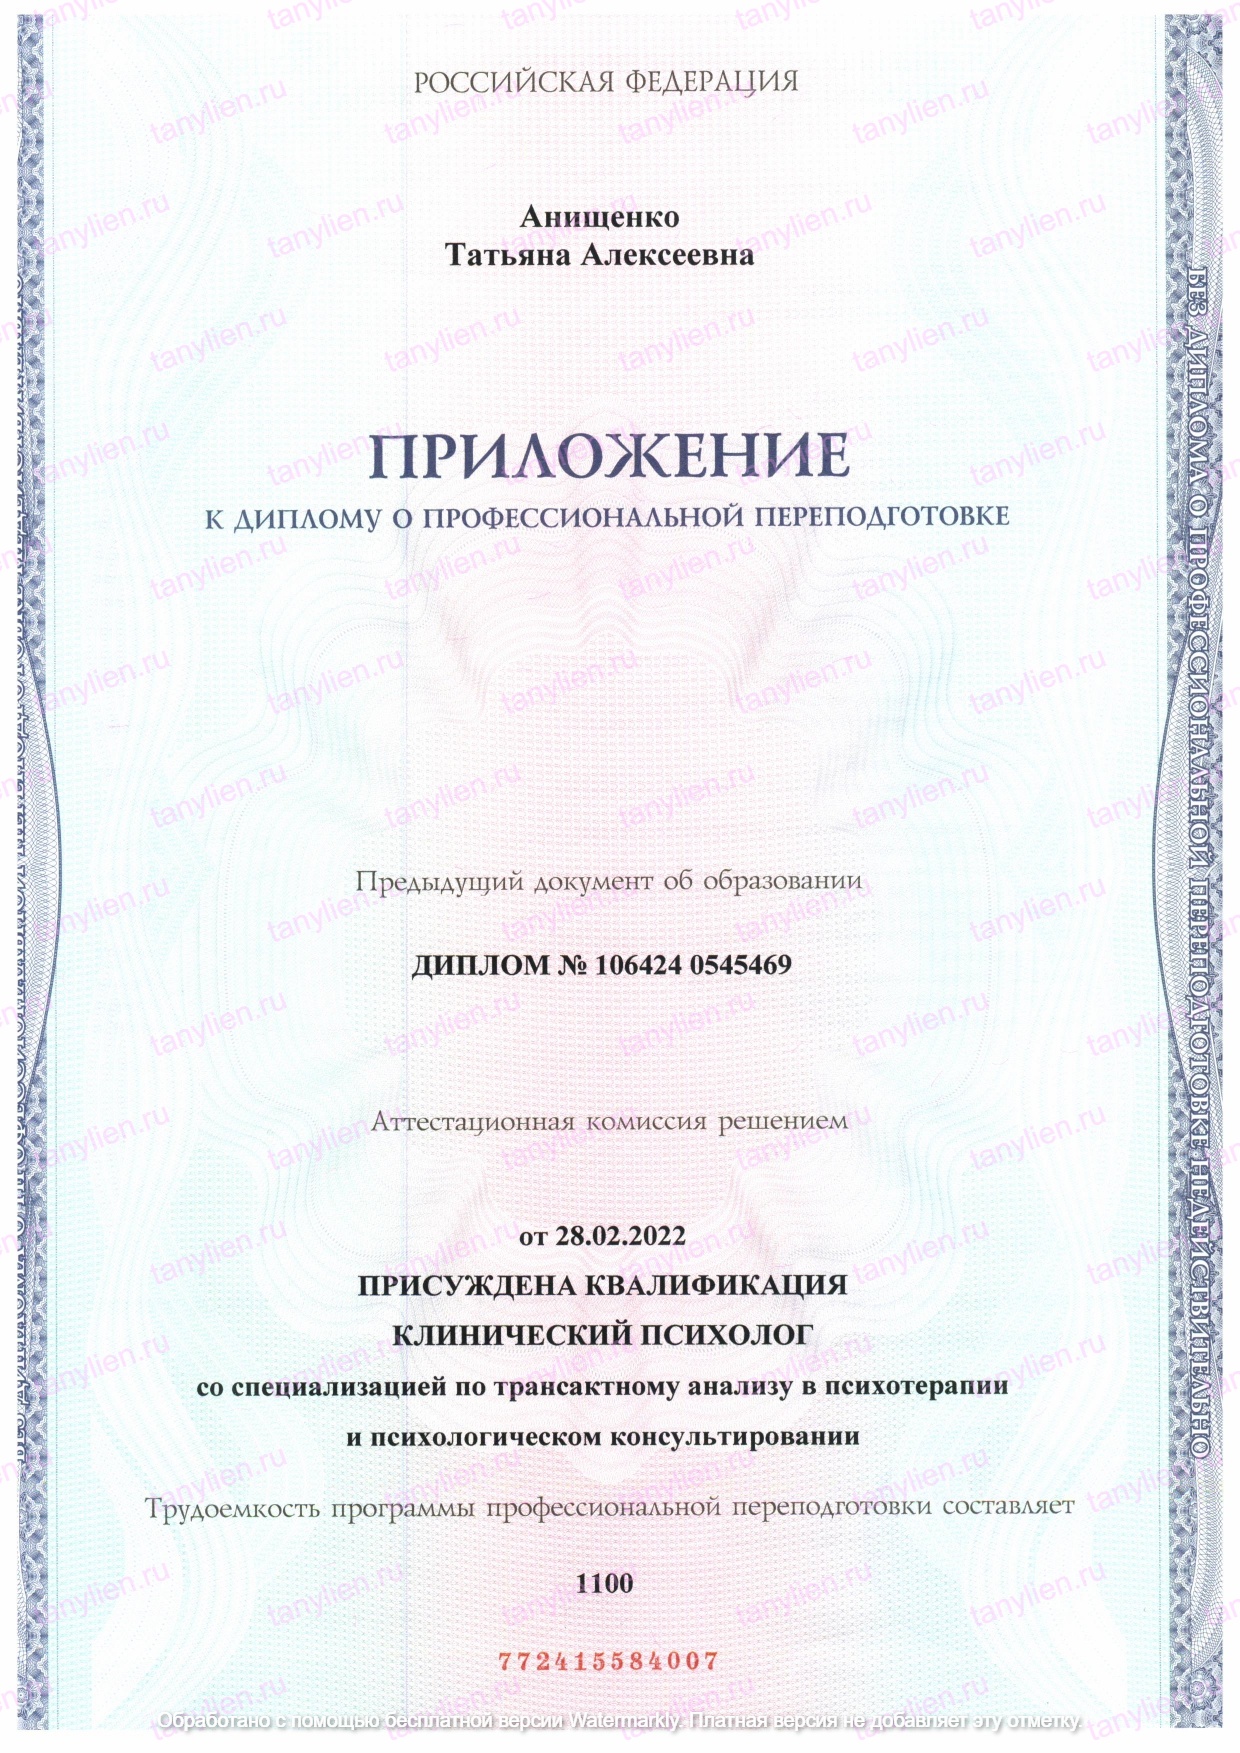 РОССИЙСКАЯ ФЕДЕРАЦИЯ
Анищенко
Татьяна Алексеевна
ПРИЛОЖЕНИЕ
К ДИПЛОМУ О ПРОФЕССИОНАЛЬНОЙ ПЕРЕПОДГОТОВКЕ
Предыдущий документ об образовании
ДИПЛОМ № 106424 0545469
Аттестационная комиссия решением
от 28.02.2022
ПРИСУЖДЕНА КВАЛИФИКАЦИЯ
КЛИНИЧЕСКИЙ ПСИХОЛОГ
со специализацией по трансактному анализу в психотерапии
и психологическом консультировании
Трудоемкость программы профессиональной переподготовки составляет
1100
772415584007
БЕЗ ДИПЛОМА О ПРОФЕССИОНАЛЬНОЙ ПЕРЕПОДГОТОВКЕ НЕДЕЙСТВИТЕЛЬНО
tanylien.ru
Обработано с помощью бесплатной версии Watermarkly. Платная версия не добавляет эту отметку.